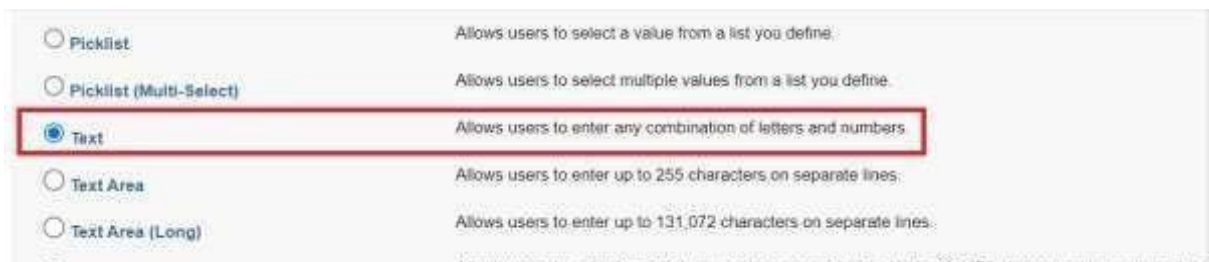 Picklist Allows users to select a value from a list you define.
Picklist (Multi-Select) Allows users to select multiple values from a list you define.
Text Allows users to enter any combination of letters and numbers.
Text Area Allows users to enter up to 255 characters on separate lines.
Text Area (Long) Allows users to enter up to 131,072 characters on separate lines.